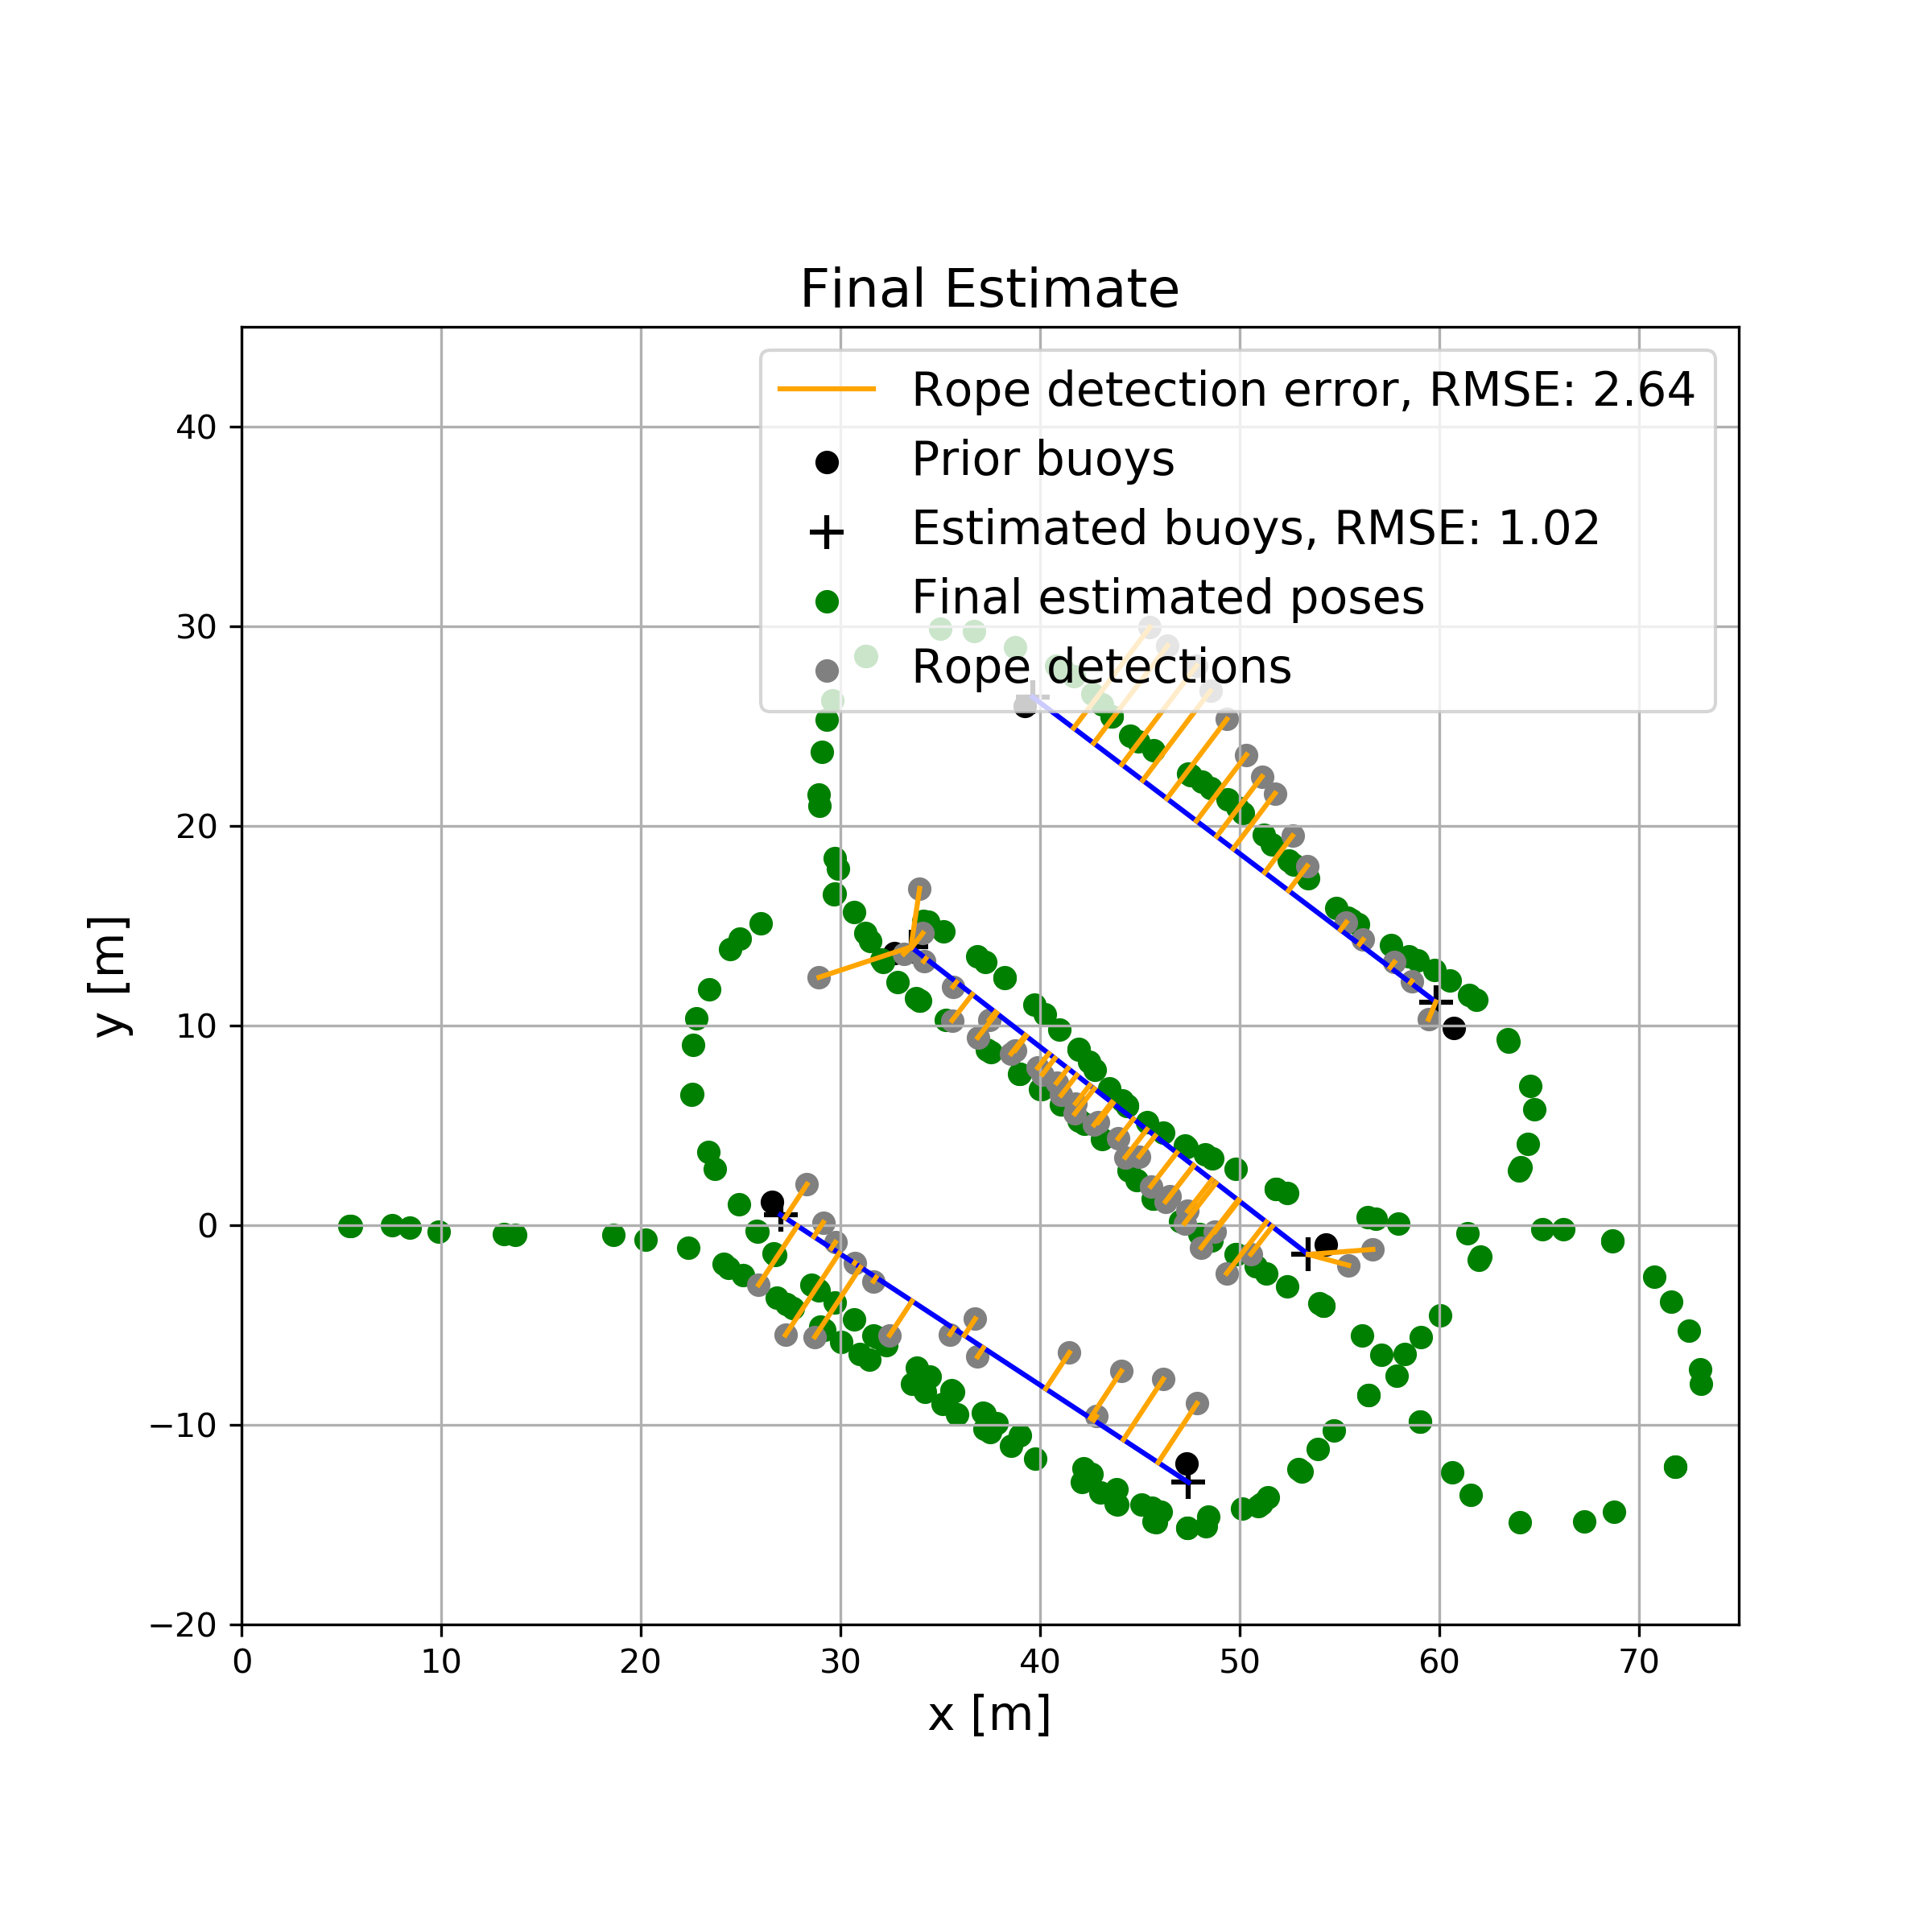 Final Estimate
Rope detection error, RMSE: 2.64
Prior buoys
Estimated buoys, RMSE: 1.02
Final estimated poses
Rope detections
40
30
20
10
0
−10
−20
y [m]
0 10 20 30 40 50 60 70
x [m]